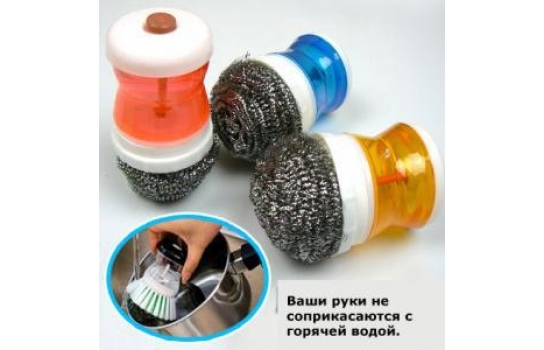 Ваши руки не
соприкасаются с
горячей водой.